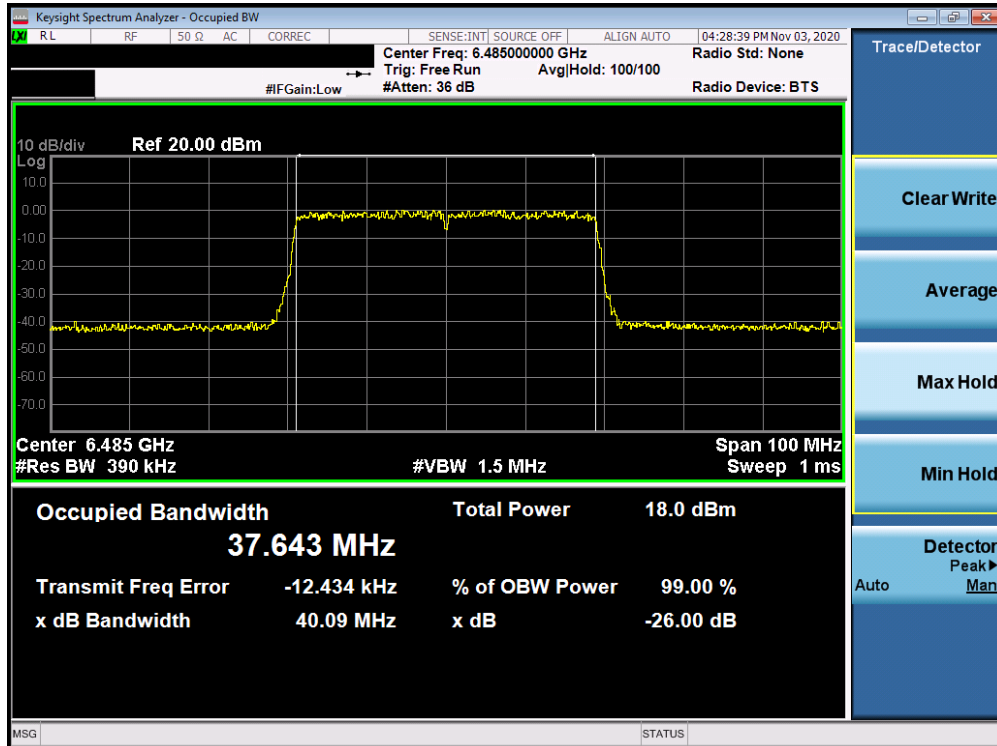 Keysight Spectrum Analyzer - Occupied BW
LXI RL RF 50 Ω AC CORREC SENSE:INT SOURCE OFF ALIGN AUTO 04:28:39 PM Nov 03, 2020
Center Freq: 6.485000000 GHz Radio Std: None
Trig: Free Run Avg|Hold: 100/100
#IFGain:Low #Atten: 36 dB Radio Device: BTS
10 dB/div Ref 20.00 dBm
Log
10.0
0.00
-10.0
-20.0
-30.0
-40.0
-50.0
-60.0
-70.0
Center 6.485 GHz Span 100 MHz
#Res BW 390 kHz #VBW 1.5 MHz Sweep 1 ms
Occupied Bandwidth Total Power 18.0 dBm
37.643 MHz
Transmit Freq Error -12.434 kHz % of OBW Power 99.00 %
x dB Bandwidth 40.09 MHz x dB -26.00 dB
MSG STATUS
Trace/Detector
Clear Write
Average
Max Hold
Min Hold
Detector
Peak▶
Auto Man